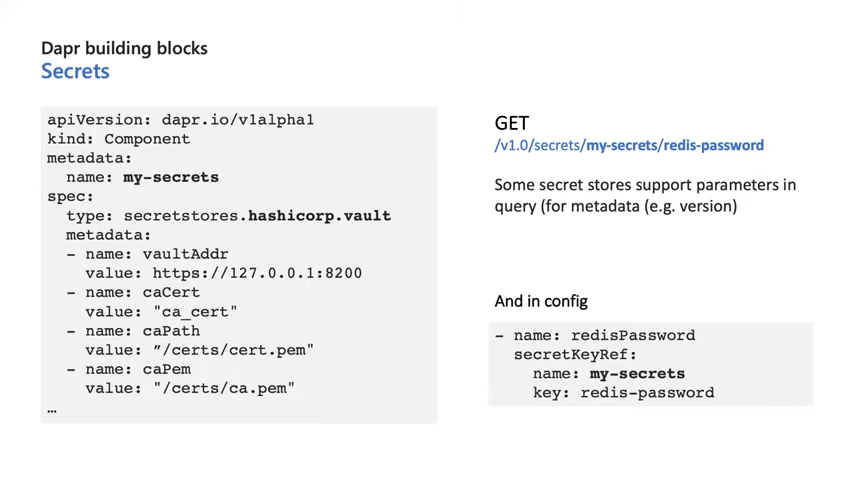 Dapr building blocks
Secrets
apiVersion: dapr.io/v1alpha1
kind: Component
metadata:
  name: my-secrets
spec:
  type: secretstores.hashicorp.vault
  metadata:
  - name: vaultAddr
    value: https://127.0.0.1:8200
  - name: caCert
    value: "ca_cert"
  - name: caPath
    value: ”/certs/cert.pem"
  - name: caPem
    value: "/certs/ca.pem"
…
GET
/v1.0/secrets/my-secrets/redis-password
Some secret stores support parameters in
query (for metadata (e.g. version)
And in config
- name: redisPassword
  secretKeyRef:
    name: my-secrets
    key: redis-password